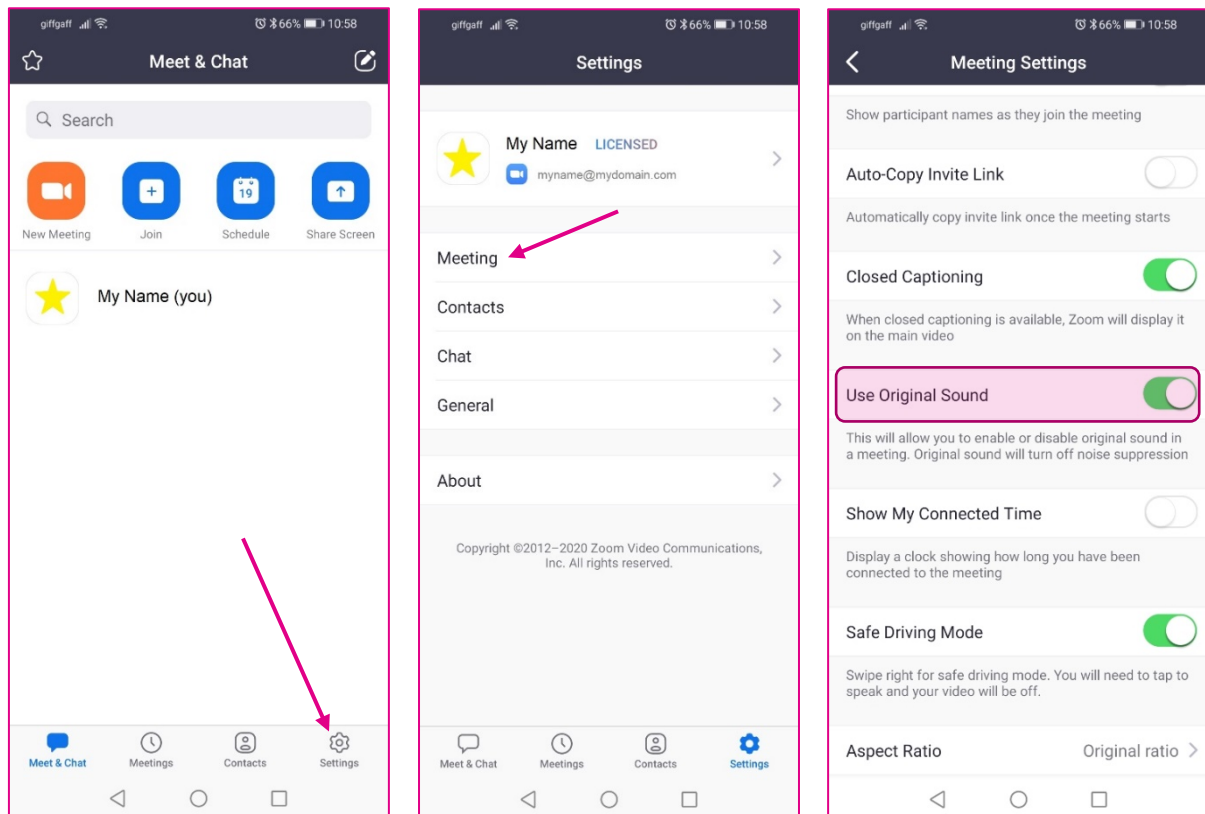 giffgaff 66% 10:58
Meet & Chat
Search
19
New Meeting Join Schedule Share Screen
My Name (you)
Meet & Chat Meetings Contacts Settings
giffgaff 66% 10:58
Settings
My Name LICENSED
myname@mydomain.com
Meeting
Contacts
Chat
General
About
Copyright ©2012–2020 Zoom Video Communications,
Inc. All rights reserved.
Meet & Chat Meetings Contacts Settings
giffgaff 66% 10:58
Meeting Settings
Show participant names as they join the meeting
Auto-Copy Invite Link
Automatically copy invite link once the meeting starts
Closed Captioning
When closed captioning is available, Zoom will display it
on the main video
Use Original Sound
This will allow you to enable or disable original sound in
a meeting. Original sound will turn off noise suppression
Show My Connected Time
Display a clock showing how long you have been
connected to the meeting
Safe Driving Mode
Swipe right for safe driving mode. You will need to tap to
speak and your video will be off.
Aspect Ratio Original ratio